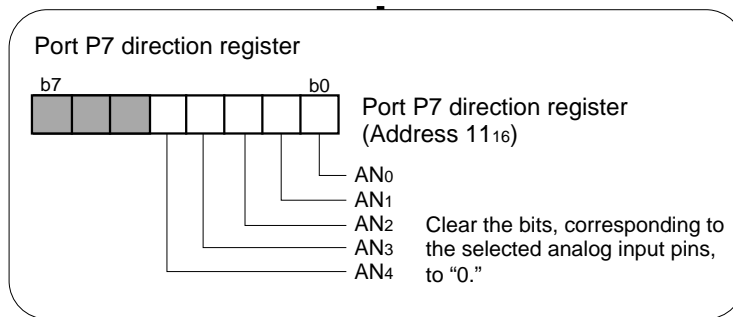 Port P7 direction register
b7
b0
Port P7 direction register
(Address 11₁₆)
AN₀
AN₁
AN₂
AN₃
AN₄
Clear the bits, corresponding to
the selected analog input pins,
to “0.”